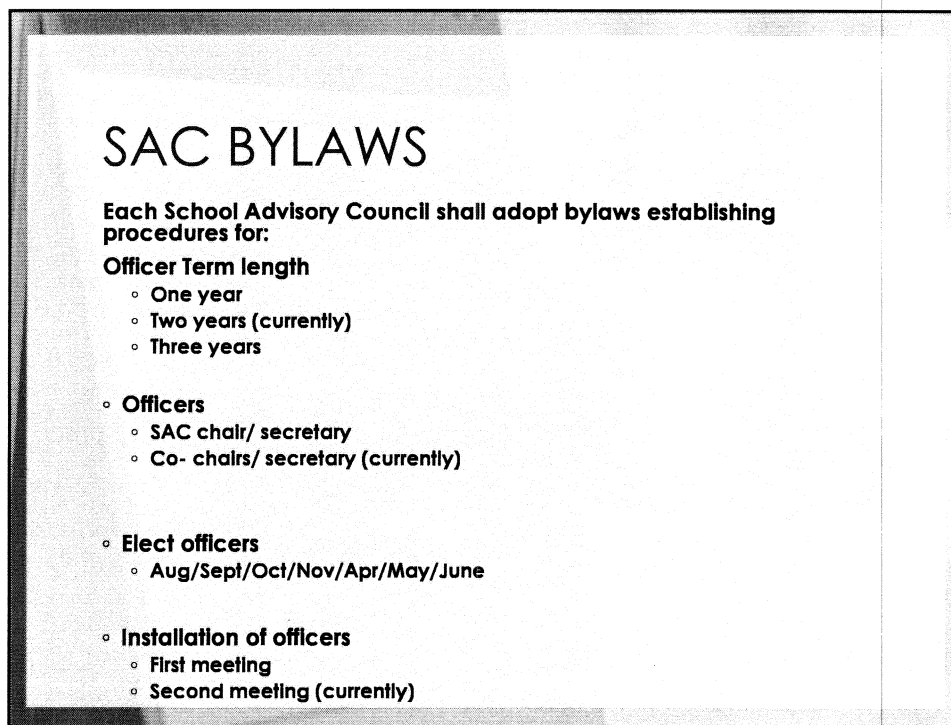 SAC BYLAWS
Each School Advisory Council shall adopt bylaws establishing
procedures for:
Officer Term length
◦ One year
◦ Two years (currently)
◦ Three years
◦ Officers
◦ SAC chair/ secretary
◦ Co- chairs/ secretary (currently)
◦ Elect officers
◦ Aug/Sept/Oct/Nov/Apr/May/June
◦ Installation of officers
◦ First meeting
◦ Second meeting (currently)